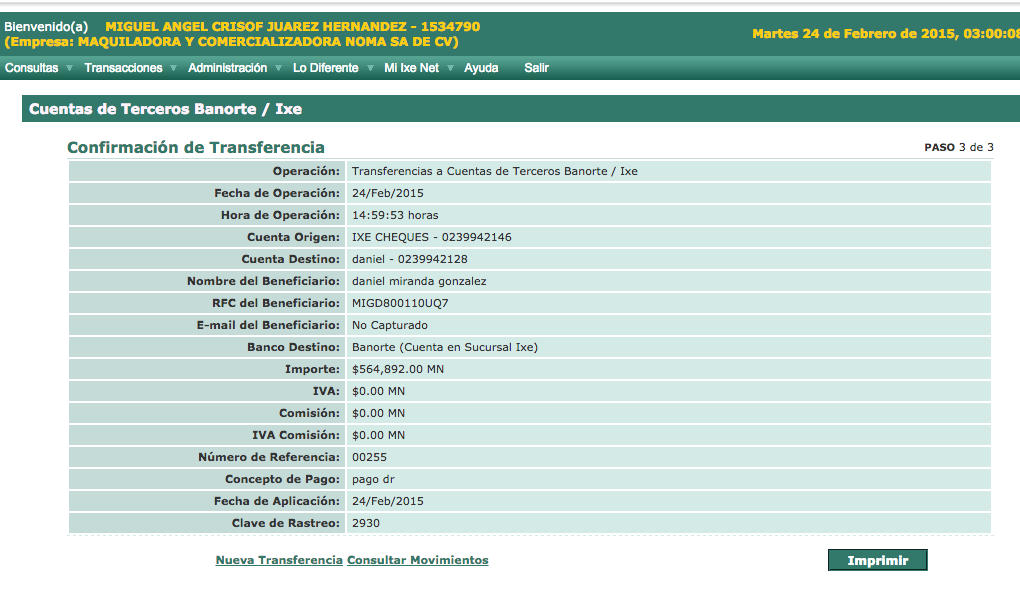 Bienvenido(a) MIGUEL ANGEL CRISOF JUAREZ HERNANDEZ - 1534790
(Empresa: MAQUILADORA Y COMERCIALIZADORA NOMA SA DE CV)
Martes 24 de Febrero de 2015, 03:00:08
Consultas Transacciones Administración Lo Diferente Mi Ixe Net Ayuda Salir
Cuentas de Terceros Banorte / Ixe
Confirmación de Transferencia PASO 3 de 3
Operación: Transferencias a Cuentas de Terceros Banorte / Ixe
Fecha de Operación: 24/Feb/2015
Hora de Operación: 14:59:53 horas
Cuenta Origen: IXE CHEQUES - 0239942146
Cuenta Destino: daniel - 0239942128
Nombre del Beneficiario: daniel miranda gonzalez
RFC del Beneficiario: MIGD800110UQ7
E-mail del Beneficiario: No Capturado
Banco Destino: Banorte (Cuenta en Sucursal Ixe)
Importe: $564,892.00 MN
IVA: $0.00 MN
Comisión: $0.00 MN
IVA Comisión: $0.00 MN
Número de Referencia: 00255
Concepto de Pago: pago dr
Fecha de Aplicación: 24/Feb/2015
Clave de Rastreo: 2930
Nueva Transferencia Consultar Movimientos Imprimir